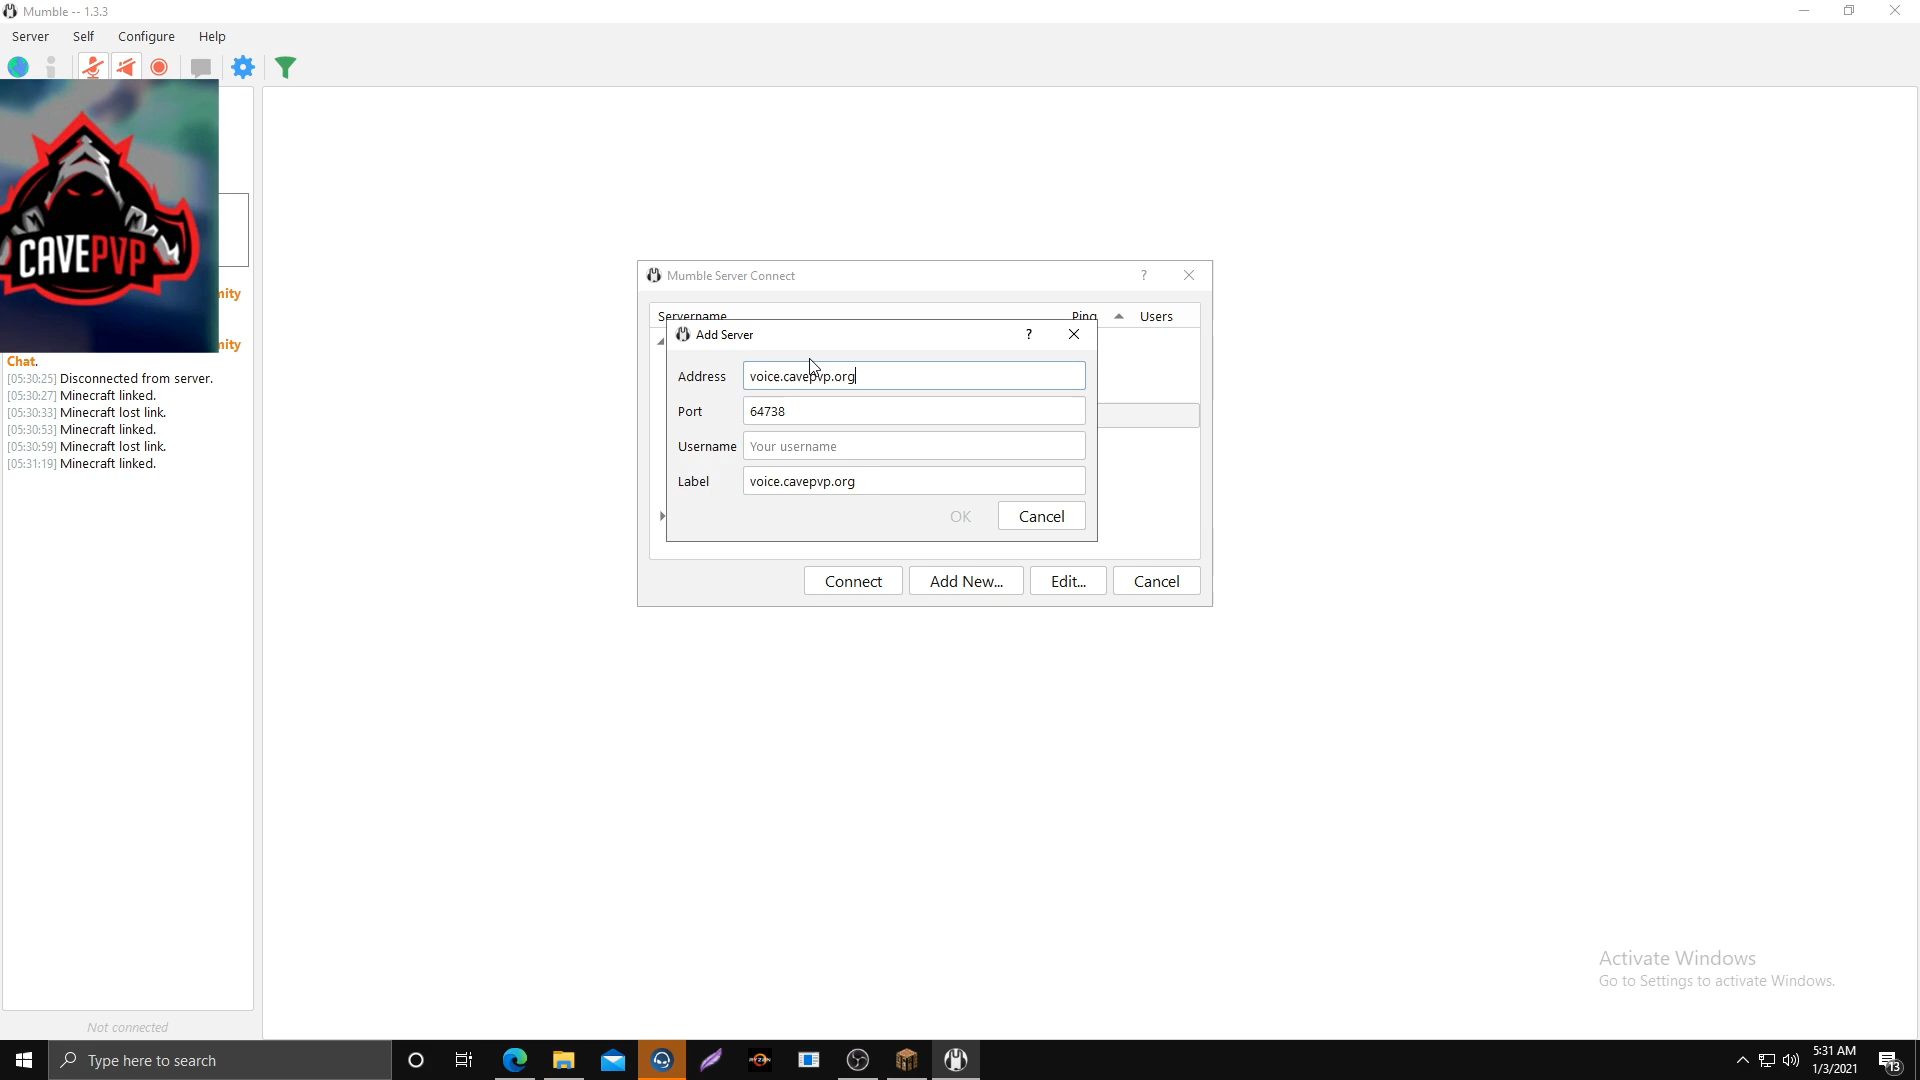 Mumble -- 1.3.3
Server Self Configure Help
CAVEPVP
nity
nity
Chat.
[05:30:25] Disconnected from server.
[05:30:27] Minecraft linked.
[05:30:33] Minecraft lost link.
[05:30:53] Minecraft linked.
[05:30:59] Minecraft lost link.
[05:31:19] Minecraft linked.
Not connected
Mumble Server Connect
Servername Ping Users
Add Server
Address voice.cavepvp.org
Port 64738
Username Your username
Label voice.cavepvp.org
OK Cancel
Connect Add New... Edit... Cancel
Activate Windows
Go to Settings to activate Windows.
Type here to search
RYZEN
5:31 AM
1/3/2021
13